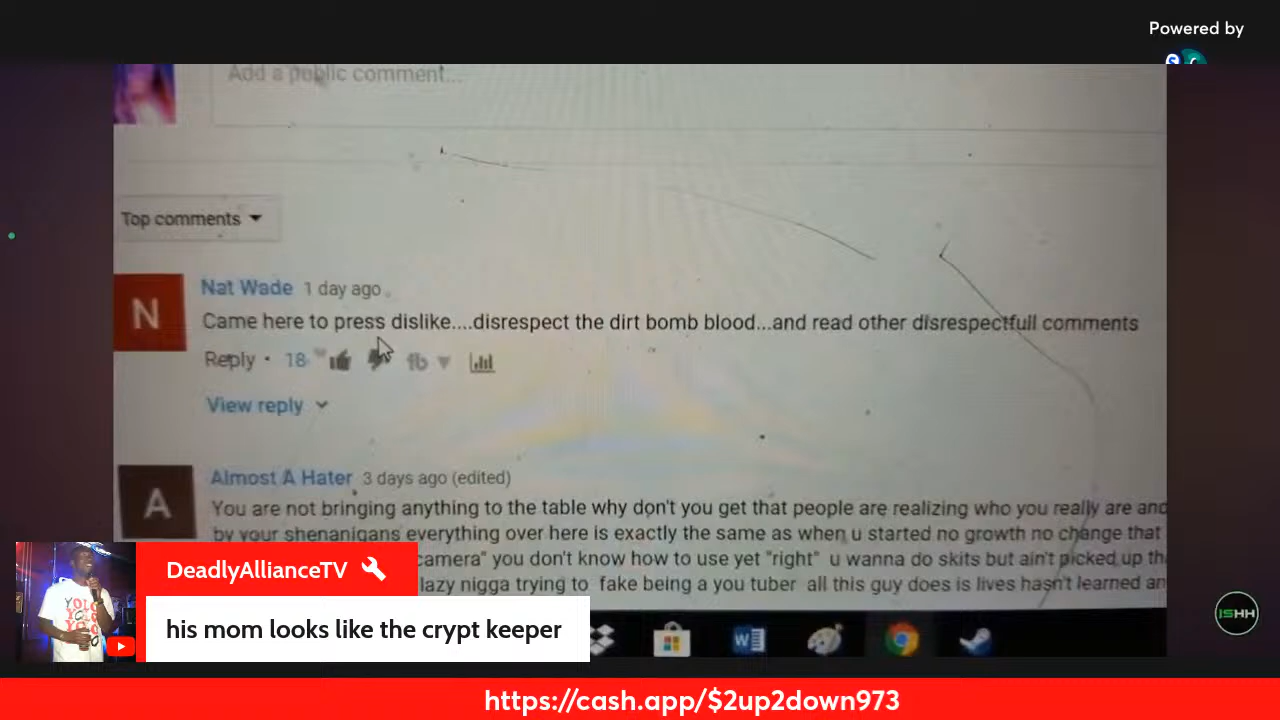 Powered by
Add a public comment...
Top comments
N
Nat Wade 1 day ago
Came here to press dislike....disrespect the dirt bomb blood...and read other disrespectfull comments
Reply • 18
View reply
A
Almost A Hater 3 days ago (edited)
You are not bringing anything to the table why don't you get that people are realizing who you really are and
by your shenanigans everything over here is exactly the same as when u started no growth no change that
camera" you don't know how to use yet "right" u wanna do skits but ain't picked up
lazy nigga trying to fake being a you tuber all this guy does is lives hasn't learned
YOLO
DeadlyAllianceTV
his mom looks like the crypt keeper
ISHH
https://cash.app/$2up2down973